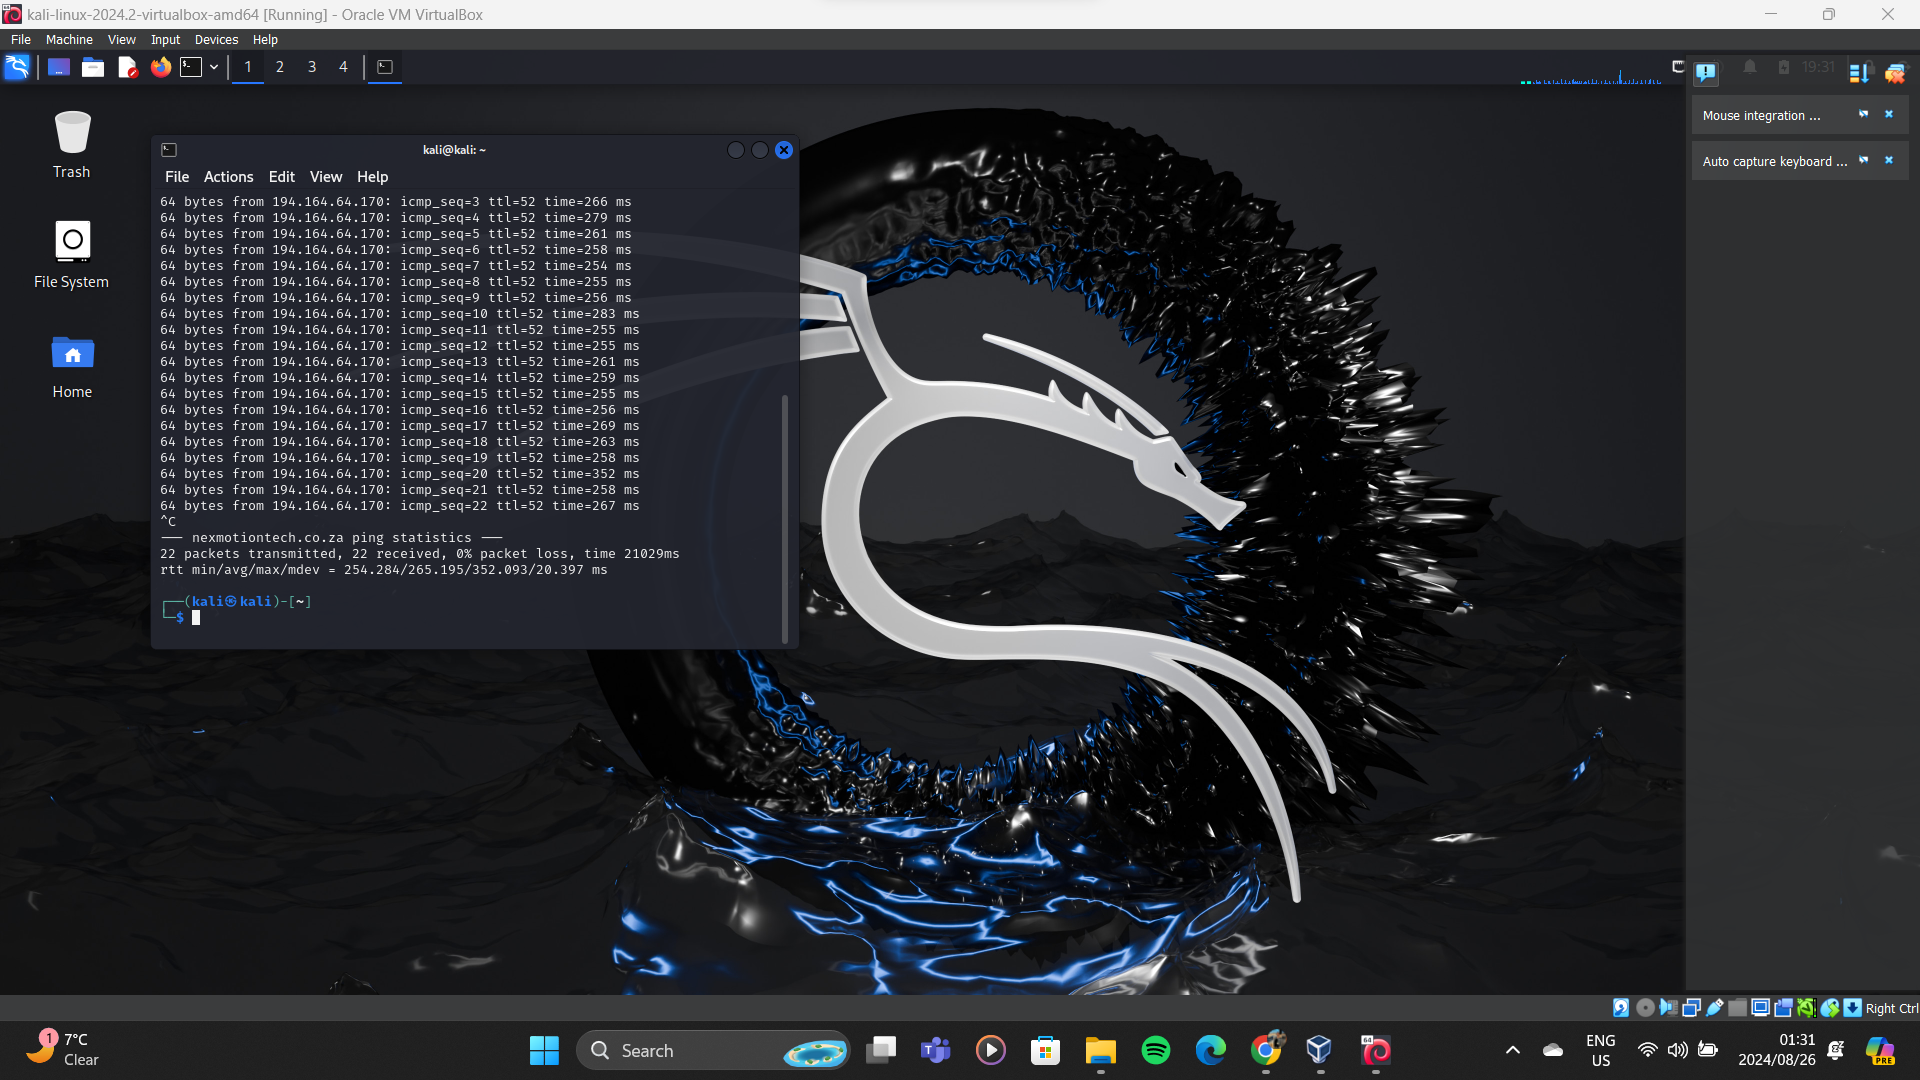 kali-linux-2024.2-virtualbox-amd64 [Running] - Oracle VM VirtualBox
File Machine View Input Devices Help
1 2 3 4
19:31
Mouse integration ...
Auto capture keyboard ...
Trash
File System
Home
kali@kali: ~
File Actions Edit View Help
64 bytes from 194.164.64.170: icmp_seq=3 ttl=52 time=266 ms
64 bytes from 194.164.64.170: icmp_seq=4 ttl=52 time=279 ms
64 bytes from 194.164.64.170: icmp_seq=5 ttl=52 time=261 ms
64 bytes from 194.164.64.170: icmp_seq=6 ttl=52 time=258 ms
64 bytes from 194.164.64.170: icmp_seq=7 ttl=52 time=254 ms
64 bytes from 194.164.64.170: icmp_seq=8 ttl=52 time=255 ms
64 bytes from 194.164.64.170: icmp_seq=9 ttl=52 time=256 ms
64 bytes from 194.164.64.170: icmp_seq=10 ttl=52 time=283 ms
64 bytes from 194.164.64.170: icmp_seq=11 ttl=52 time=255 ms
64 bytes from 194.164.64.170: icmp_seq=12 ttl=52 time=255 ms
64 bytes from 194.164.64.170: icmp_seq=13 ttl=52 time=261 ms
64 bytes from 194.164.64.170: icmp_seq=14 ttl=52 time=259 ms
64 bytes from 194.164.64.170: icmp_seq=15 ttl=52 time=255 ms
64 bytes from 194.164.64.170: icmp_seq=16 ttl=52 time=256 ms
64 bytes from 194.164.64.170: icmp_seq=17 ttl=52 time=269 ms
64 bytes from 194.164.64.170: icmp_seq=18 ttl=52 time=263 ms
64 bytes from 194.164.64.170: icmp_seq=19 ttl=52 time=258 ms
64 bytes from 194.164.64.170: icmp_seq=20 ttl=52 time=352 ms
64 bytes from 194.164.64.170: icmp_seq=21 ttl=52 time=258 ms
64 bytes from 194.164.64.170: icmp_seq=22 ttl=52 time=267 ms
^C
--- nexmotiontech.co.za ping statistics ---
22 packets transmitted, 22 received, 0% packet loss, time 21029ms
rtt min/avg/max/mdev = 254.284/265.195/352.093/20.397 ms
┌──(kali㉿kali)-[~]
└─$
Right Ctrl
1
7°C
Clear
Search
64
ENG
US
01:31
2024/08/26
PRE